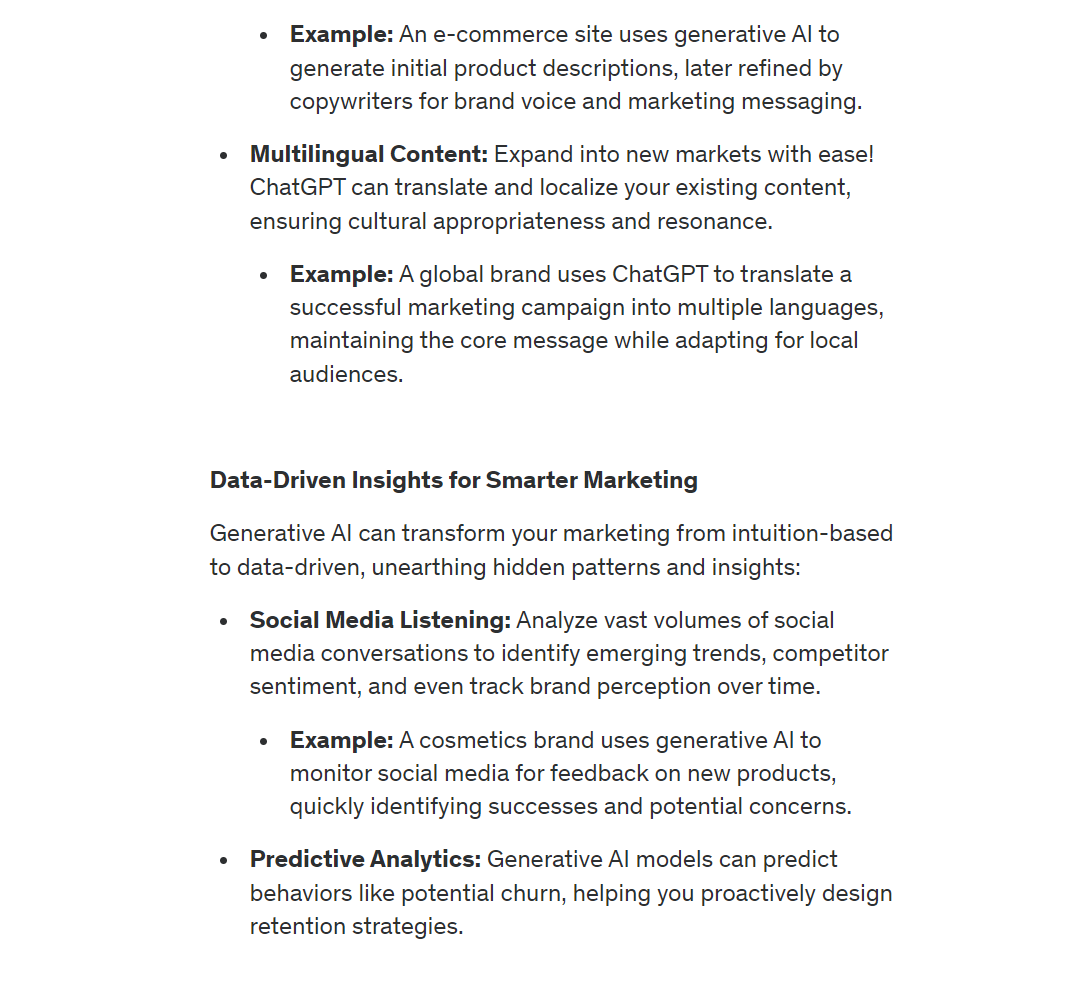 Example: An e-commerce site uses generative AI to
generate initial product descriptions, later refined by
copywriters for brand voice and marketing messaging.
Multilingual Content: Expand into new markets with ease!
ChatGPT can translate and localize your existing content,
ensuring cultural appropriateness and resonance.
Example: A global brand uses ChatGPT to translate a
successful marketing campaign into multiple languages,
maintaining the core message while adapting for local
audiences.
Data-Driven Insights for Smarter Marketing
Generative AI can transform your marketing from intuition-based
to data-driven, unearthing hidden patterns and insights:
Social Media Listening: Analyze vast volumes of social
media conversations to identify emerging trends, competitor
sentiment, and even track brand perception over time.
Example: A cosmetics brand uses generative AI to
monitor social media for feedback on new products,
quickly identifying successes and potential concerns.
Predictive Analytics: Generative AI models can predict
behaviors like potential churn, helping you proactively design
retention strategies.